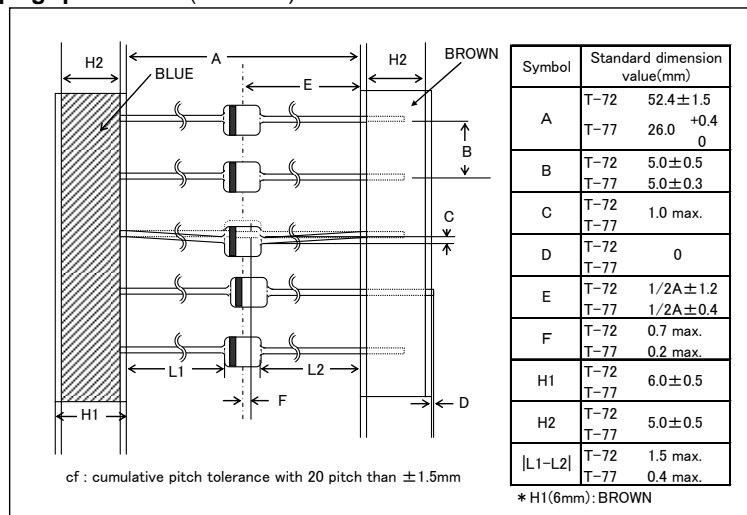 H2
A
H2
BROWN
BLUE
E
B
C
L1
L2
F
D
H1
cf : cumulative pitch tolerance with 20 pitch than ±1.5mm
Symbol Standard dimension value(mm)
A T-72 52.4±1.5
T-77 26.0 +0.4 0
B T-72 5.0±0.5
T-77 5.0±0.3
C T-72 1.0 max.
T-77
D T-72 0
T-77
E T-72 1/2A±1.2
T-77 1/2A±0.4
F T-72 0.7 max.
T-77 0.2 max.
H1 T-72 6.0±0.5
T-77
H2 T-72 5.0±0.5
T-77
|L1-L2| T-72 1.5 max.
T-77 0.4 max.
*H1(6mm):BROWN